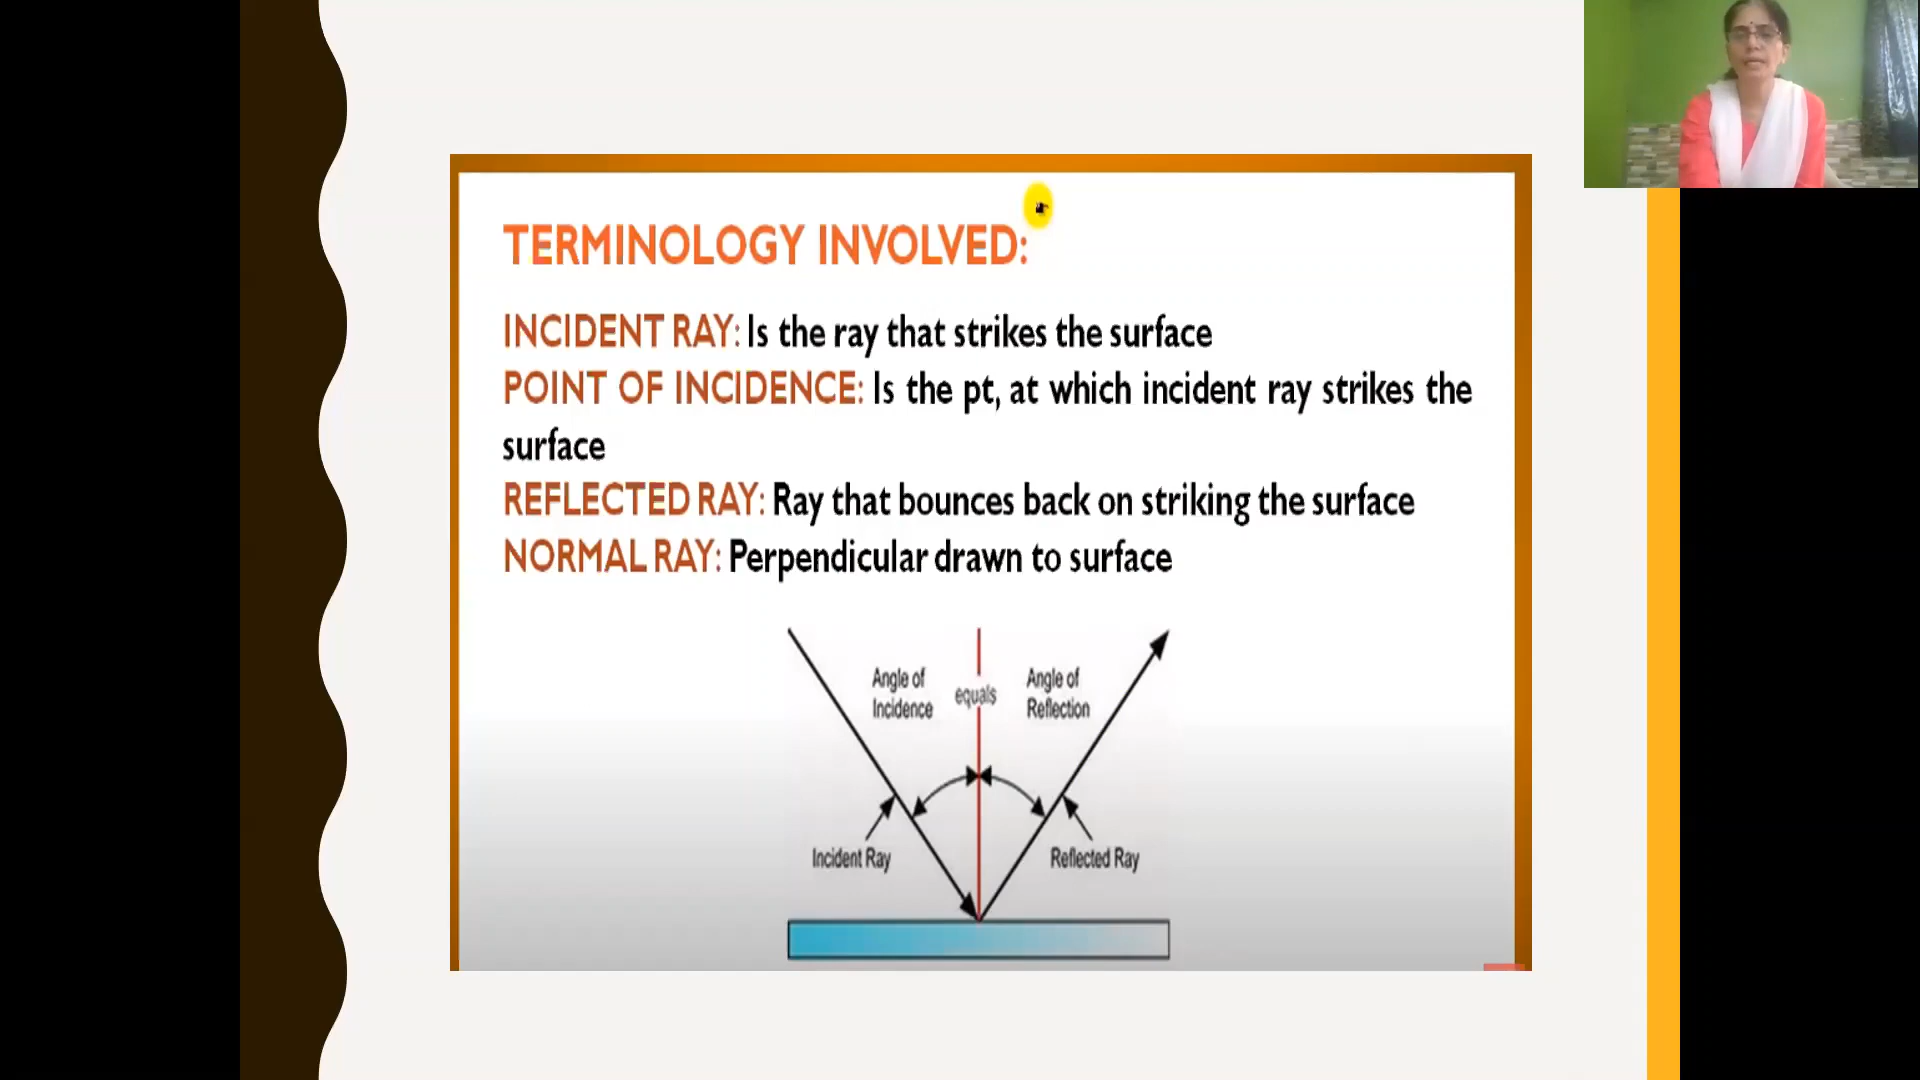 TERMINOLOGY INVOLVED:
INCIDENT RAY: Is the ray that strikes the surface
POINT OF INCIDENCE: Is the pt, at which incident ray strikes the
surface
REFLECTED RAY: Ray that bounces back on striking the surface
NORMAL RAY: Perpendicular drawn to surface
Angle of
Incidence
equals
Angle of
Reflection
Incident Ray
Reflected Ray